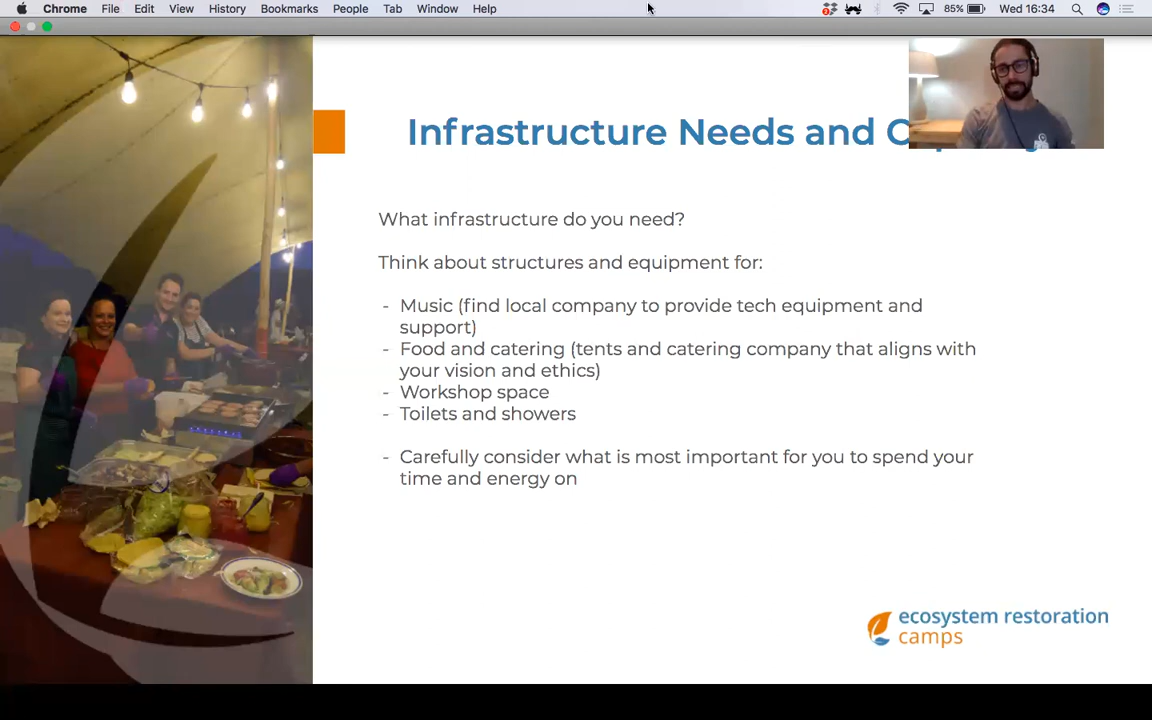 Chrome File Edit View History Bookmarks People Tab Window Help 85% Wed 16:34
Infrastructure Needs and
What infrastructure do you need?
Think about structures and equipment for:
- Music (find local company to provide tech equipment and
support)
- Food and catering (tents and catering company that aligns with
your vision and ethics)
- Workshop space
- Toilets and showers
- Carefully consider what is most important for you to spend your
time and energy on
ecosystem restoration
camps